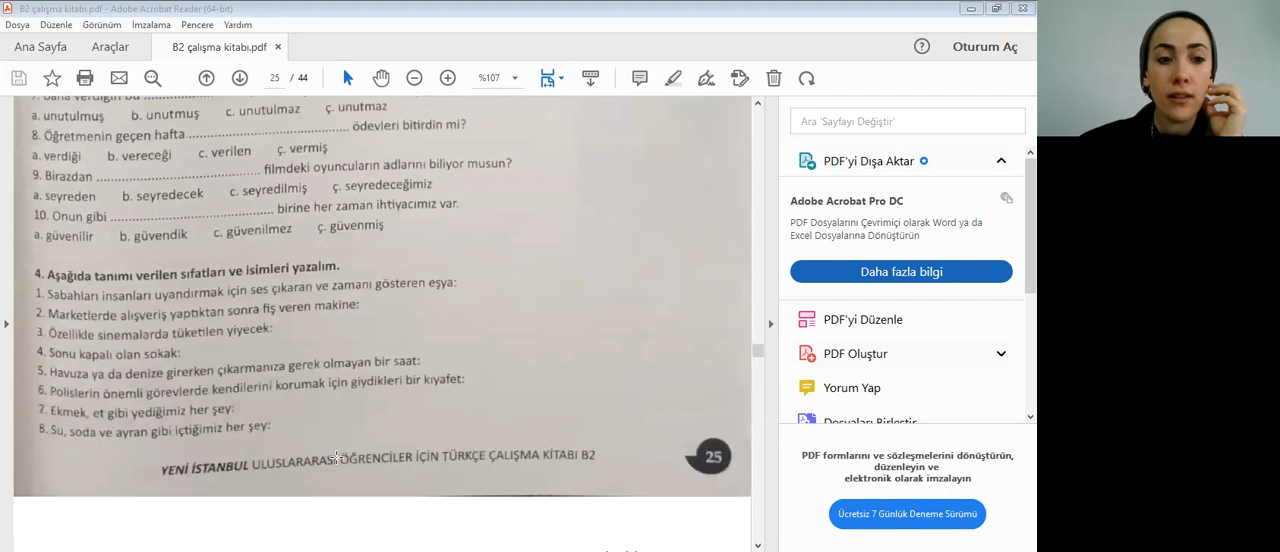 B2 çalışma kitabı.pdf - Adobe Acrobat Reader (64-bit)
Dosya Düzenle Görünüm İmzalama Pencere Yardım
Ana Sayfa Araçlar B2 çalışma kitabı.pdf × Oturum Aç
25 / 44 %107
a. unutulmuş b. unutmuş c. unutulmaz ç. unutmaz
8. Öğretmenin geçen hafta ........................................ ödevleri bitirdin mi?
a. verdiği b. vereceği c. verilen ç. vermiş
9. Birazdan ........................................ filmdeki oyuncuların adlarını biliyor musun?
a. seyreden b. seyredecek c. seyredilmiş ç. seyredeceğimiz
10. Onun gibi ........................................ birine her zaman ihtiyacımız var.
a. güvenilir b. güvendik c. güvenilmez ç. güvenmiş
4. Aşağıda tanımı verilen sıfatları ve isimleri yazalım.
1. Sabahları insanları uyandırmak için ses çıkaran ve zamanı gösteren eşya:
2. Marketlerde alışveriş yaptıktan sonra fiş veren makine:
3. Özellikle sinemalarda tüketilen yiyecek:
4. Sonu kapalı olan sokak:
5. Havuza ya da denize girerken çıkarmanıza gerek olmayan bir saat:
6. Polislerin önemli görevlerde kendilerini korumak için giydikleri bir kıyafet:
7. Ekmek, et gibi yediğimiz her şey:
8. Su, soda ve ayran gibi içtiğimiz her şey:
YENİ İSTANBUL ULUSLARARASI ÖĞRENCİLER İÇİN TÜRKÇE ÇALIŞMA KİTABI B2
25
Ara 'Sayfayı Değiştir'
PDF'yi Dışa Aktar
Adobe Acrobat Pro DC
PDF Dosyalarını Çevrimiçi olarak Word ya da
Excel Dosyalarına Dönüştürün
Daha fazla bilgi
PDF'yi Düzenle
PDF Oluştur
Yorum Yap
Dosyaları Birleştir
PDF formlarını ve sözleşmelerini dönüştürün,
düzenleyin ve
elektronik olarak imzalayın
Ücretsiz 7 Günlük Deneme Sürümü